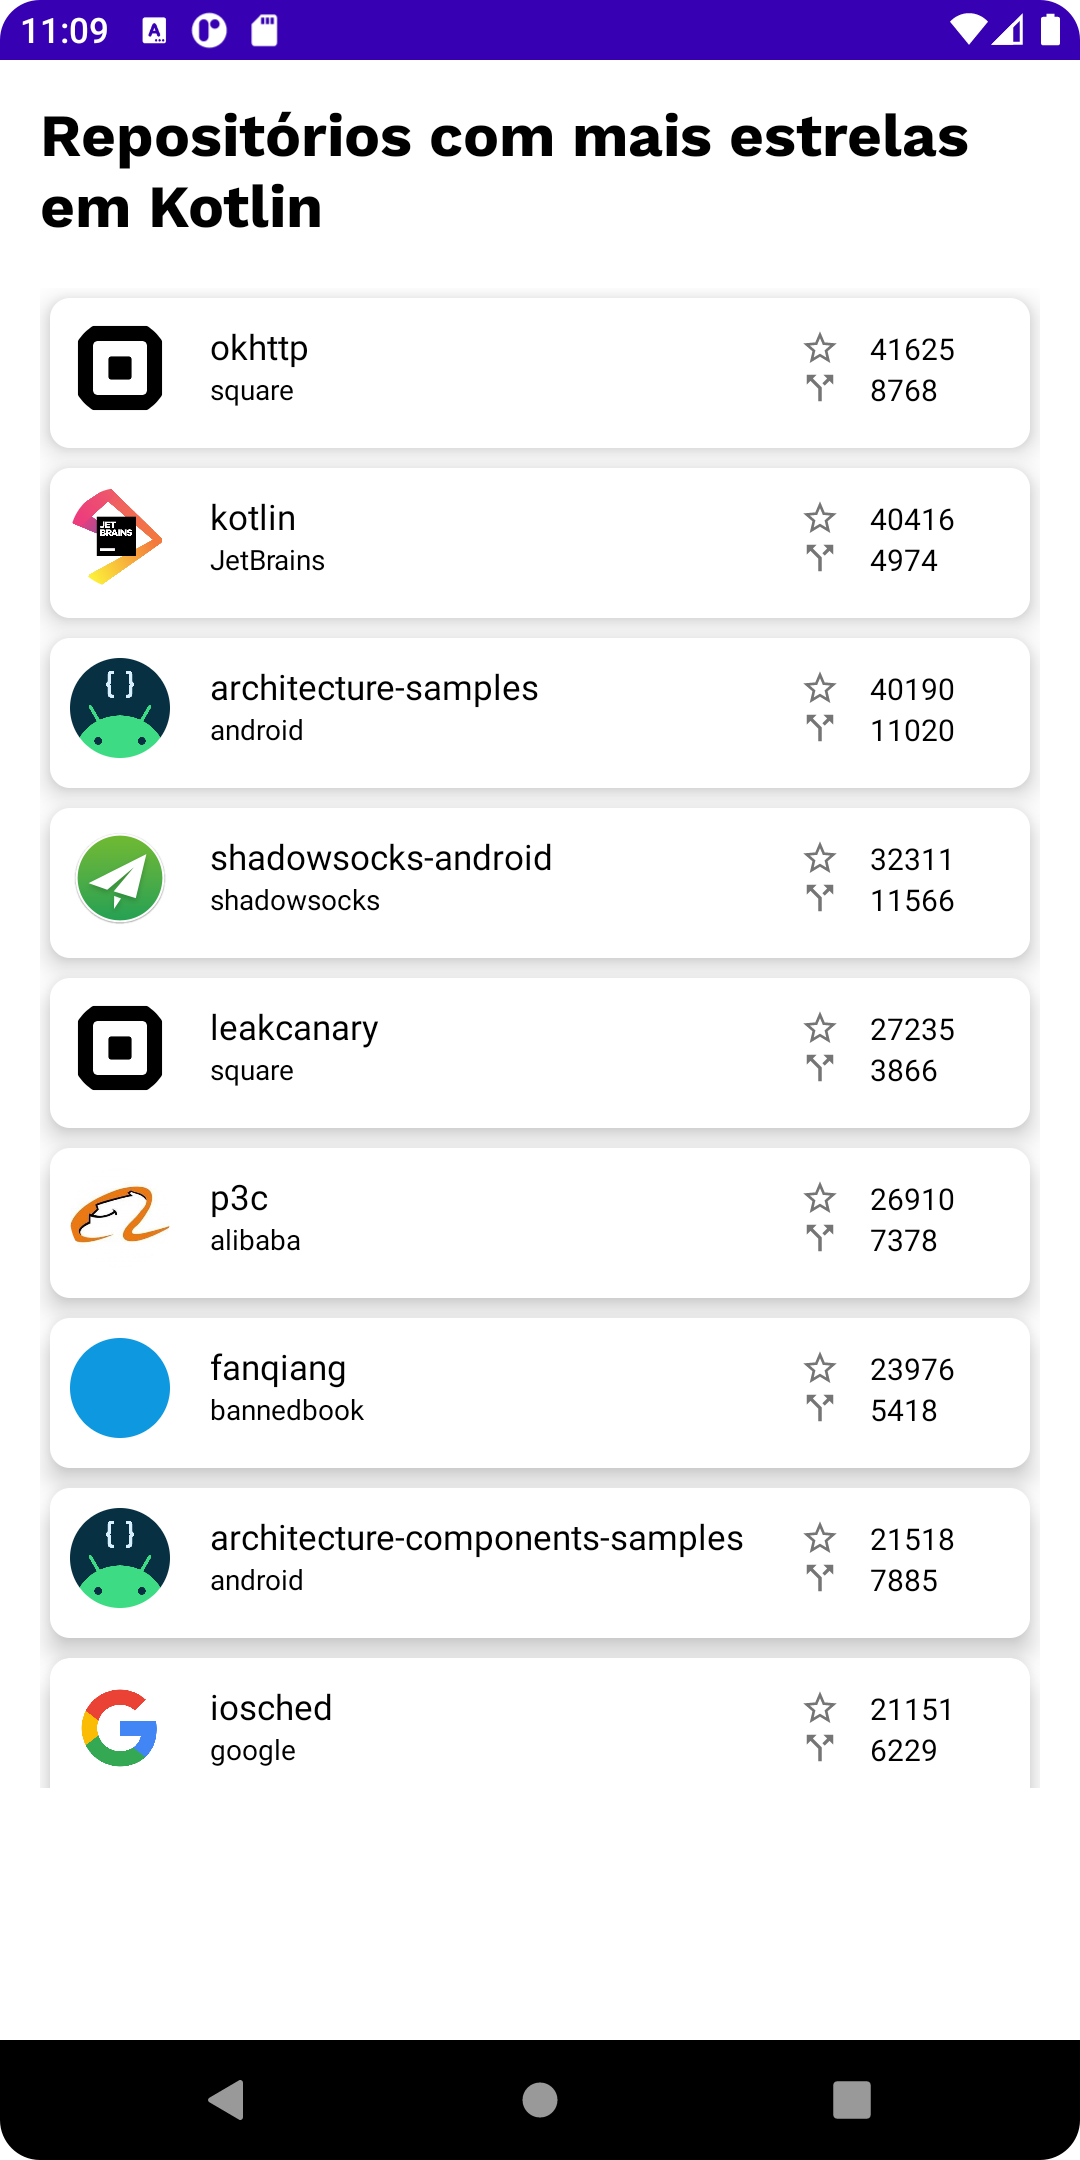 11:09
Repositórios com mais estrelas
em Kotlin
okhttp
square
41625
8768
JET
BRAINS
kotlin
JetBrains
40416
4974
{ }
architecture-samples
android
40190
11020
shadowsocks-android
shadowsocks
32311
11566
leakcanary
square
27235
3866
p3c
alibaba
26910
7378
fanqiang
bannedbook
23976
5418
{ }
architecture-components-samples
android
21518
7885
G
iosched
google
21151
6229